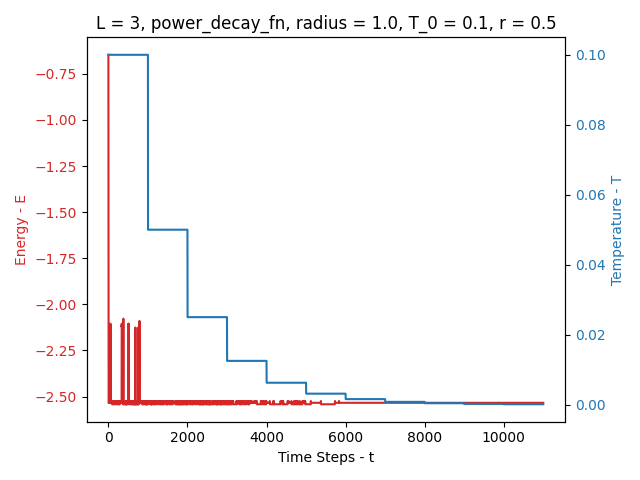 L = 3, power_decay_fn, radius = 1.0, T_0 = 0.1, r = 0.5
Energy - E
−0.75
−1.00
−1.25
−1.50
−1.75
−2.00
−2.25
−2.50
0.10
0.08
0.06
0.04
0.02
0.00
Temperature - T
0 2000 4000 6000 8000 10000
Time Steps - t